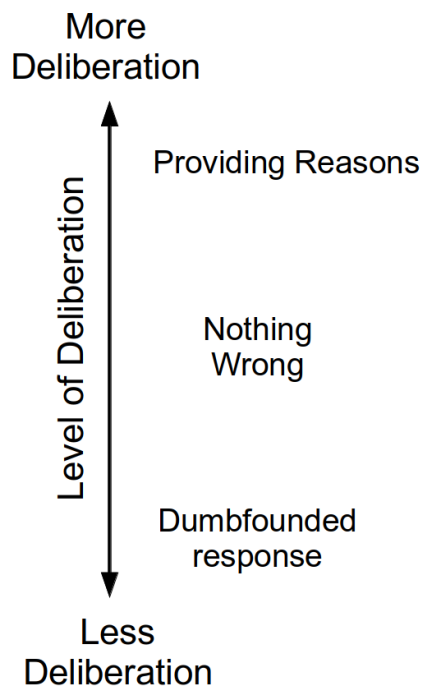 More
Deliberation
Providing Reasons
Level of Deliberation
Nothing
Wrong
Dumbfounded
response
Less
Deliberation